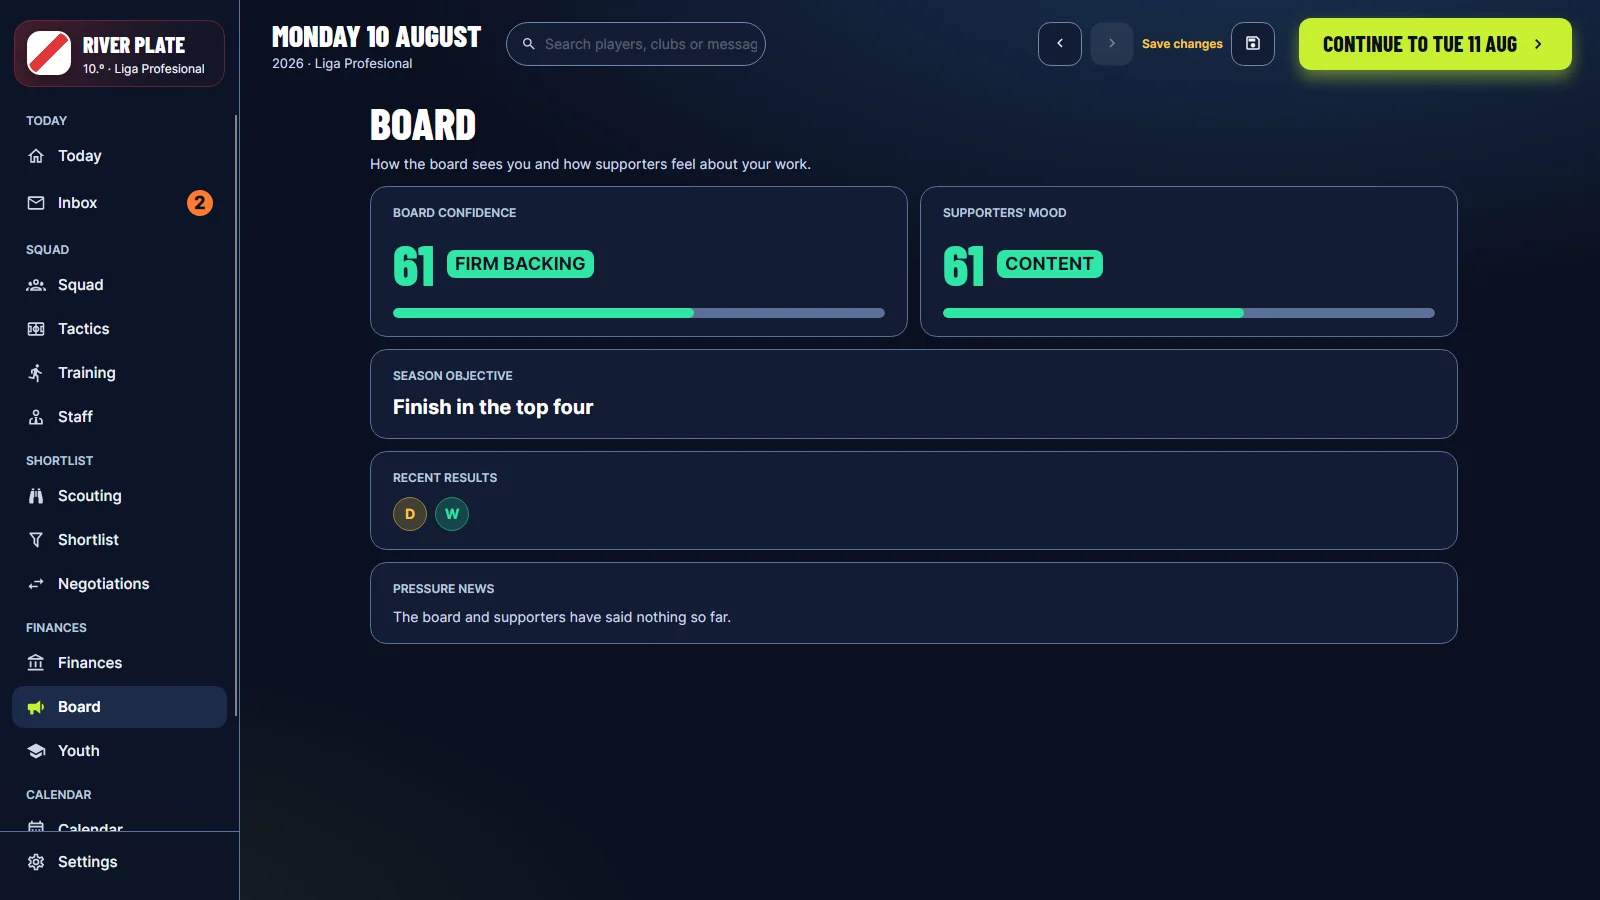 RIVER PLATE
10.º · Liga Profesional
TODAY
Today
Inbox
2
SQUAD
Squad
Tactics
Training
Staff
SHORTLIST
Scouting
Shortlist
Negotiations
FINANCES
Finances
Board
Youth
CALENDAR
Calendar
Settings
MONDAY 10 AUGUST
2026 · Liga Profesional
Search players, clubs or messag
Save changes
CONTINUE TO TUE 11 AUG
BOARD
How the board sees you and how supporters feel about your work.
BOARD CONFIDENCE
61 FIRM BACKING
SUPPORTERS' MOOD
61 CONTENT
SEASON OBJECTIVE
Finish in the top four
RECENT RESULTS
D W
PRESSURE NEWS
The board and supporters have said nothing so far.